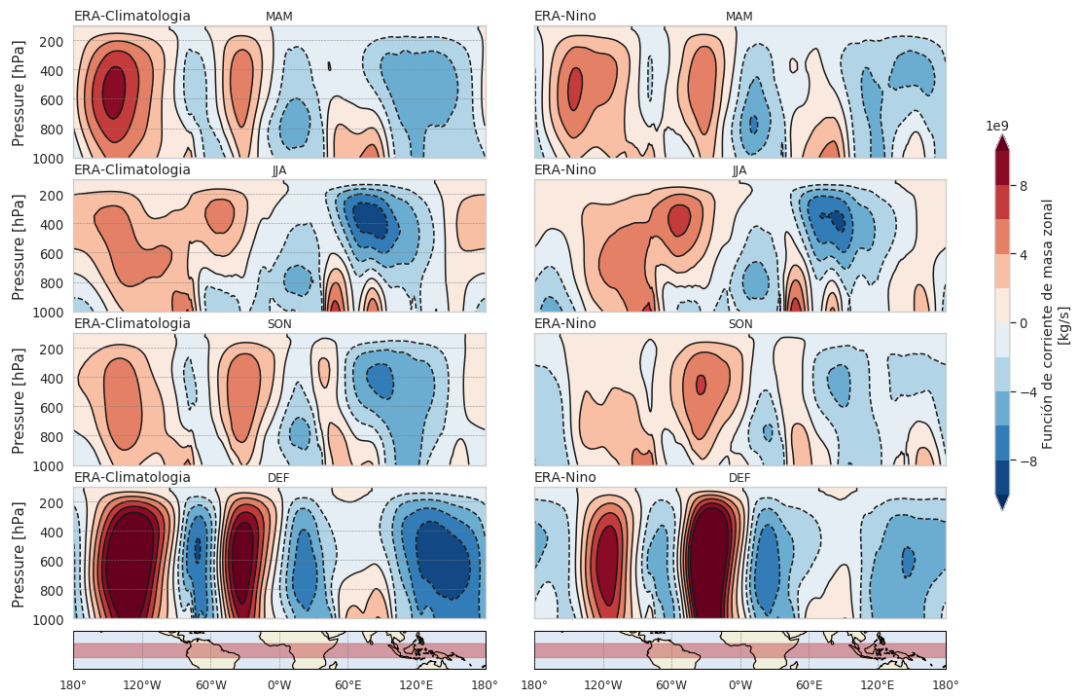 ERA-Climatologia MAM ERA-Nino MAM
Pressure [hPa]
200
400
600
800
1000
ERA-Climatologia JJA ERA-Nino JJA
Pressure [hPa]
200
400
600
800
1000
ERA-Climatologia SON ERA-Nino SON
Pressure [hPa]
200
400
600
800
1000
ERA-Climatologia DEF ERA-Nino DEF
Pressure [hPa]
200
400
600
800
1000
180° 120°W 60°W 0°W 60°E 120°E 180°
180° 120°W 60°W 0°W 60°E 120°E 180°
1e9
8
4
0
−4
−8
Función de corriente de masa zonal
[kg/s]